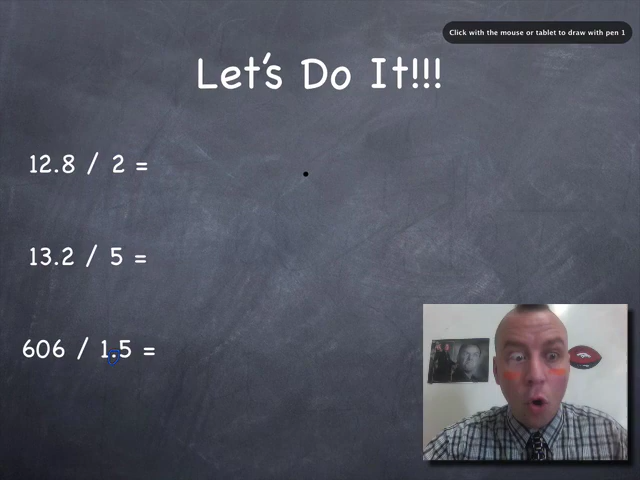 Click with the mouse or tablet to draw with pen 1
Let's Do It!!!
12.8 / 2 =
13.2 / 5 =
606 / 1.5 =